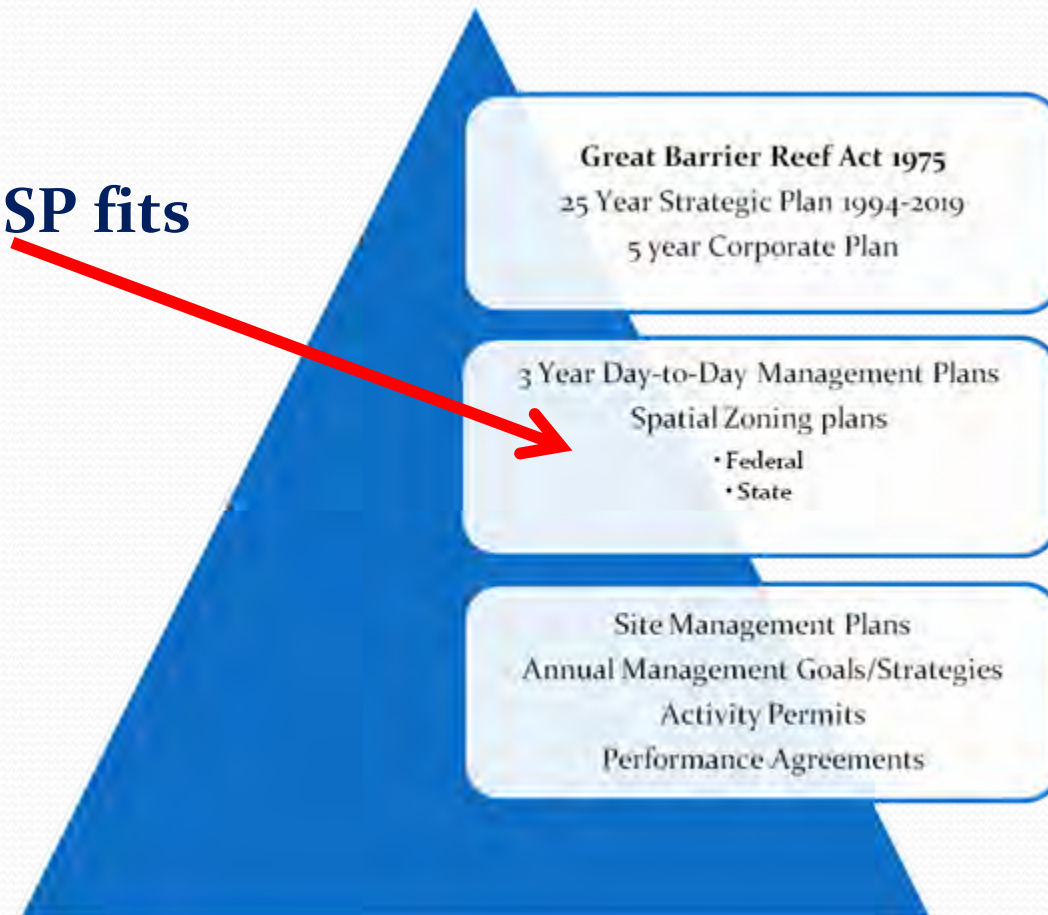 SP fits
Great Barrier Reef Act 1975
25 Year Strategic Plan 1994-2019
5 year Corporate Plan
3 Year Day-to-Day Management Plans
Spatial Zoning plans
• Federal
• State
Site Management Plans
Annual Management Goals/Strategies
Activity Permits
Performance Agreements